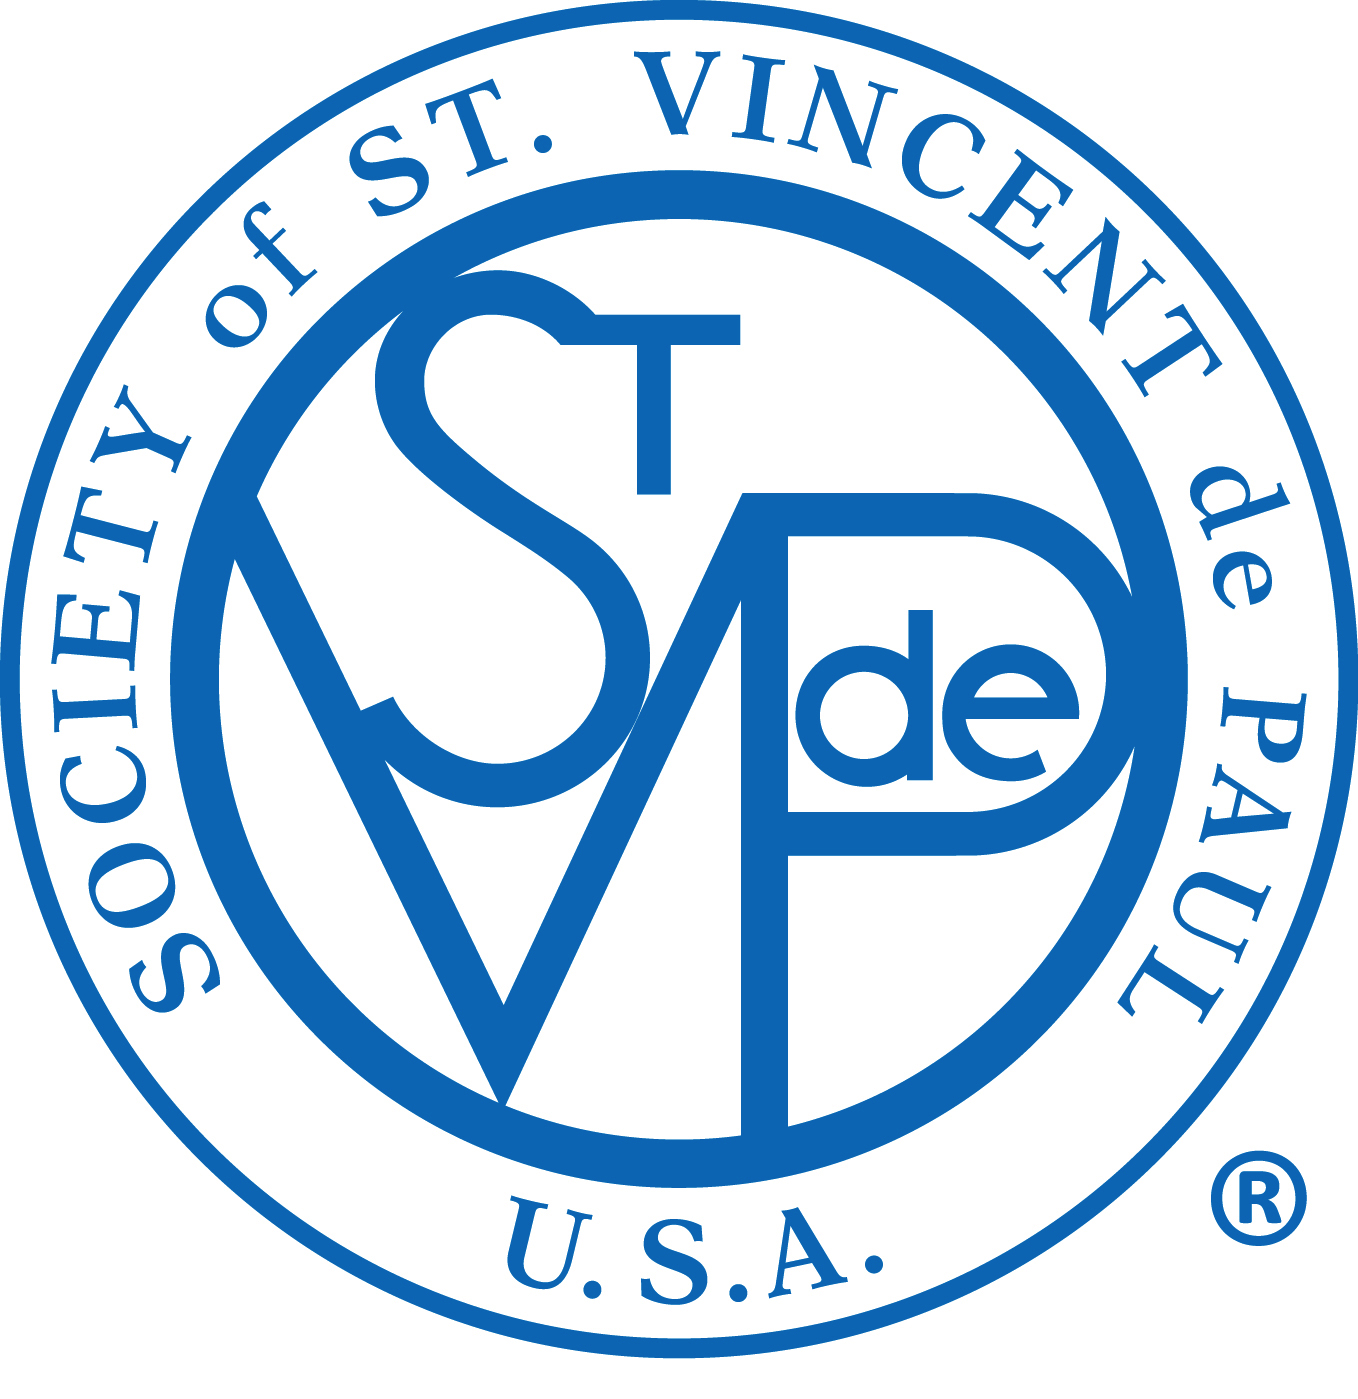 SOCIETY of ST. VINCENT de PAUL
ST
V P de
U.S.A.
®